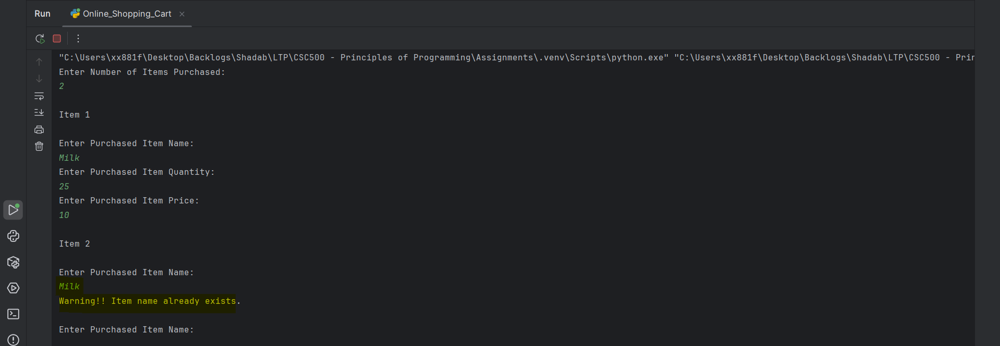 Run Online_Shopping_Cart
"C:\Users\xx881f\Desktop\Backlogs\Shadab\LTP\CSC500 - Principles of Programming\Assignments\.venv\Scripts\python.exe" "C:\Users\xx881f\Desktop\Backlogs\Shadab\LTP\CSC500 - Prin
Enter Number of Items Purchased:
2
Item 1
Enter Purchased Item Name:
Milk
Enter Purchased Item Quantity:
25
Enter Purchased Item Price:
10
Item 2
Enter Purchased Item Name:
Milk
Warning!! Item name already exists.
Enter Purchased Item Name: